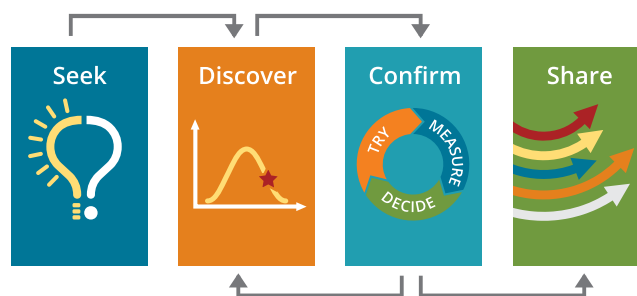 Seek
Discover
Confirm
Share
TRY
MEASURE
DECIDE